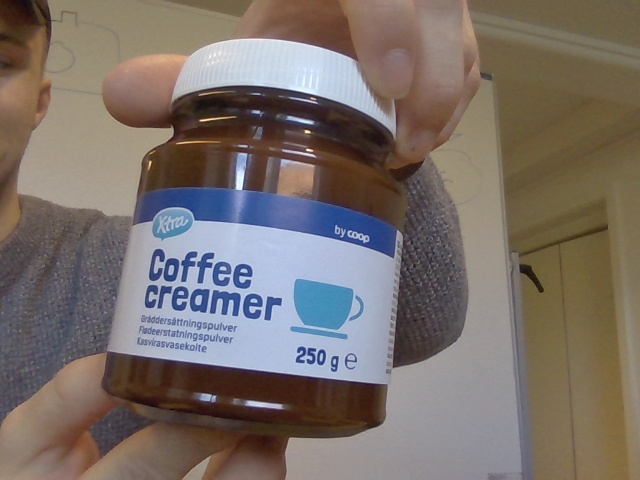 Xtra
by coop
Coffee
creamer
Gräddersättningspulver
Flødeerstatningspulver
Kasvirasvasekoite
250 g e